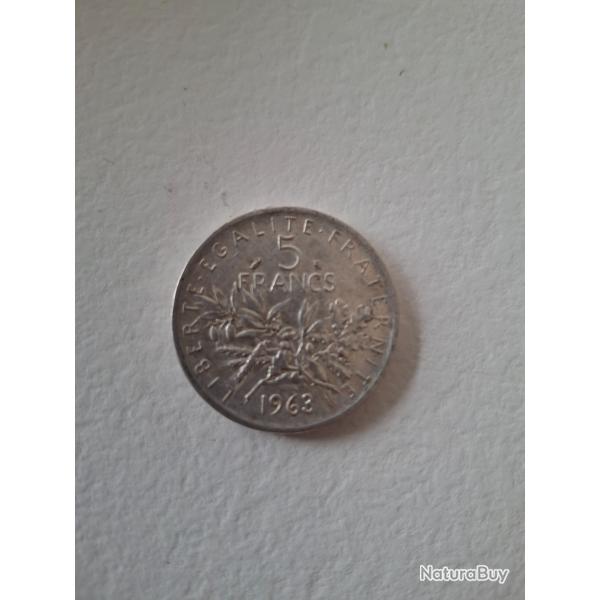 LIBERTE · EGALITE · FRATERNITE
5
FRANCS
1963
NaturaBuy